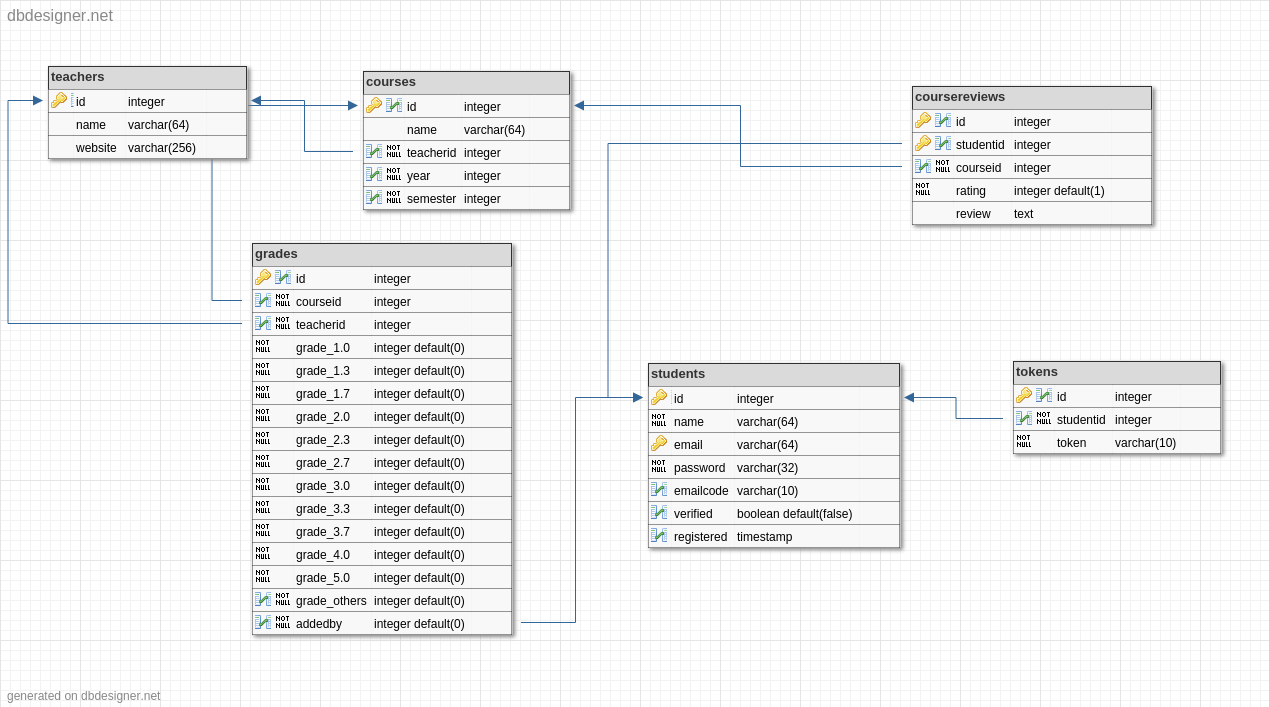 dbdesigner.net
teachers
id integer
name varchar(64)
website varchar(256)
courses
id integer
name varchar(64)
NOT NULL teacherid integer
NOT NULL year integer
NOT NULL semester integer
coursereviews
id integer
studentid integer
NOT NULL courseid integer
NOT NULL rating integer default(1)
review text
grades
id integer
NOT NULL courseid integer
NOT NULL teacherid integer
NOT NULL grade_1.0 integer default(0)
NOT NULL grade_1.3 integer default(0)
NOT NULL grade_1.7 integer default(0)
NOT NULL grade_2.0 integer default(0)
NOT NULL grade_2.3 integer default(0)
NOT NULL grade_2.7 integer default(0)
NOT NULL grade_3.0 integer default(0)
NOT NULL grade_3.3 integer default(0)
NOT NULL grade_3.7 integer default(0)
NOT NULL grade_4.0 integer default(0)
NOT NULL grade_5.0 integer default(0)
NOT NULL grade_others integer default(0)
NOT NULL addedby integer default(0)
students
id integer
NOT NULL name varchar(64)
email varchar(64)
NOT NULL password varchar(32)
emailcode varchar(10)
verified boolean default(false)
registered timestamp
tokens
id integer
NOT NULL studentid integer
NOT NULL token varchar(10)
generated on dbdesigner.net